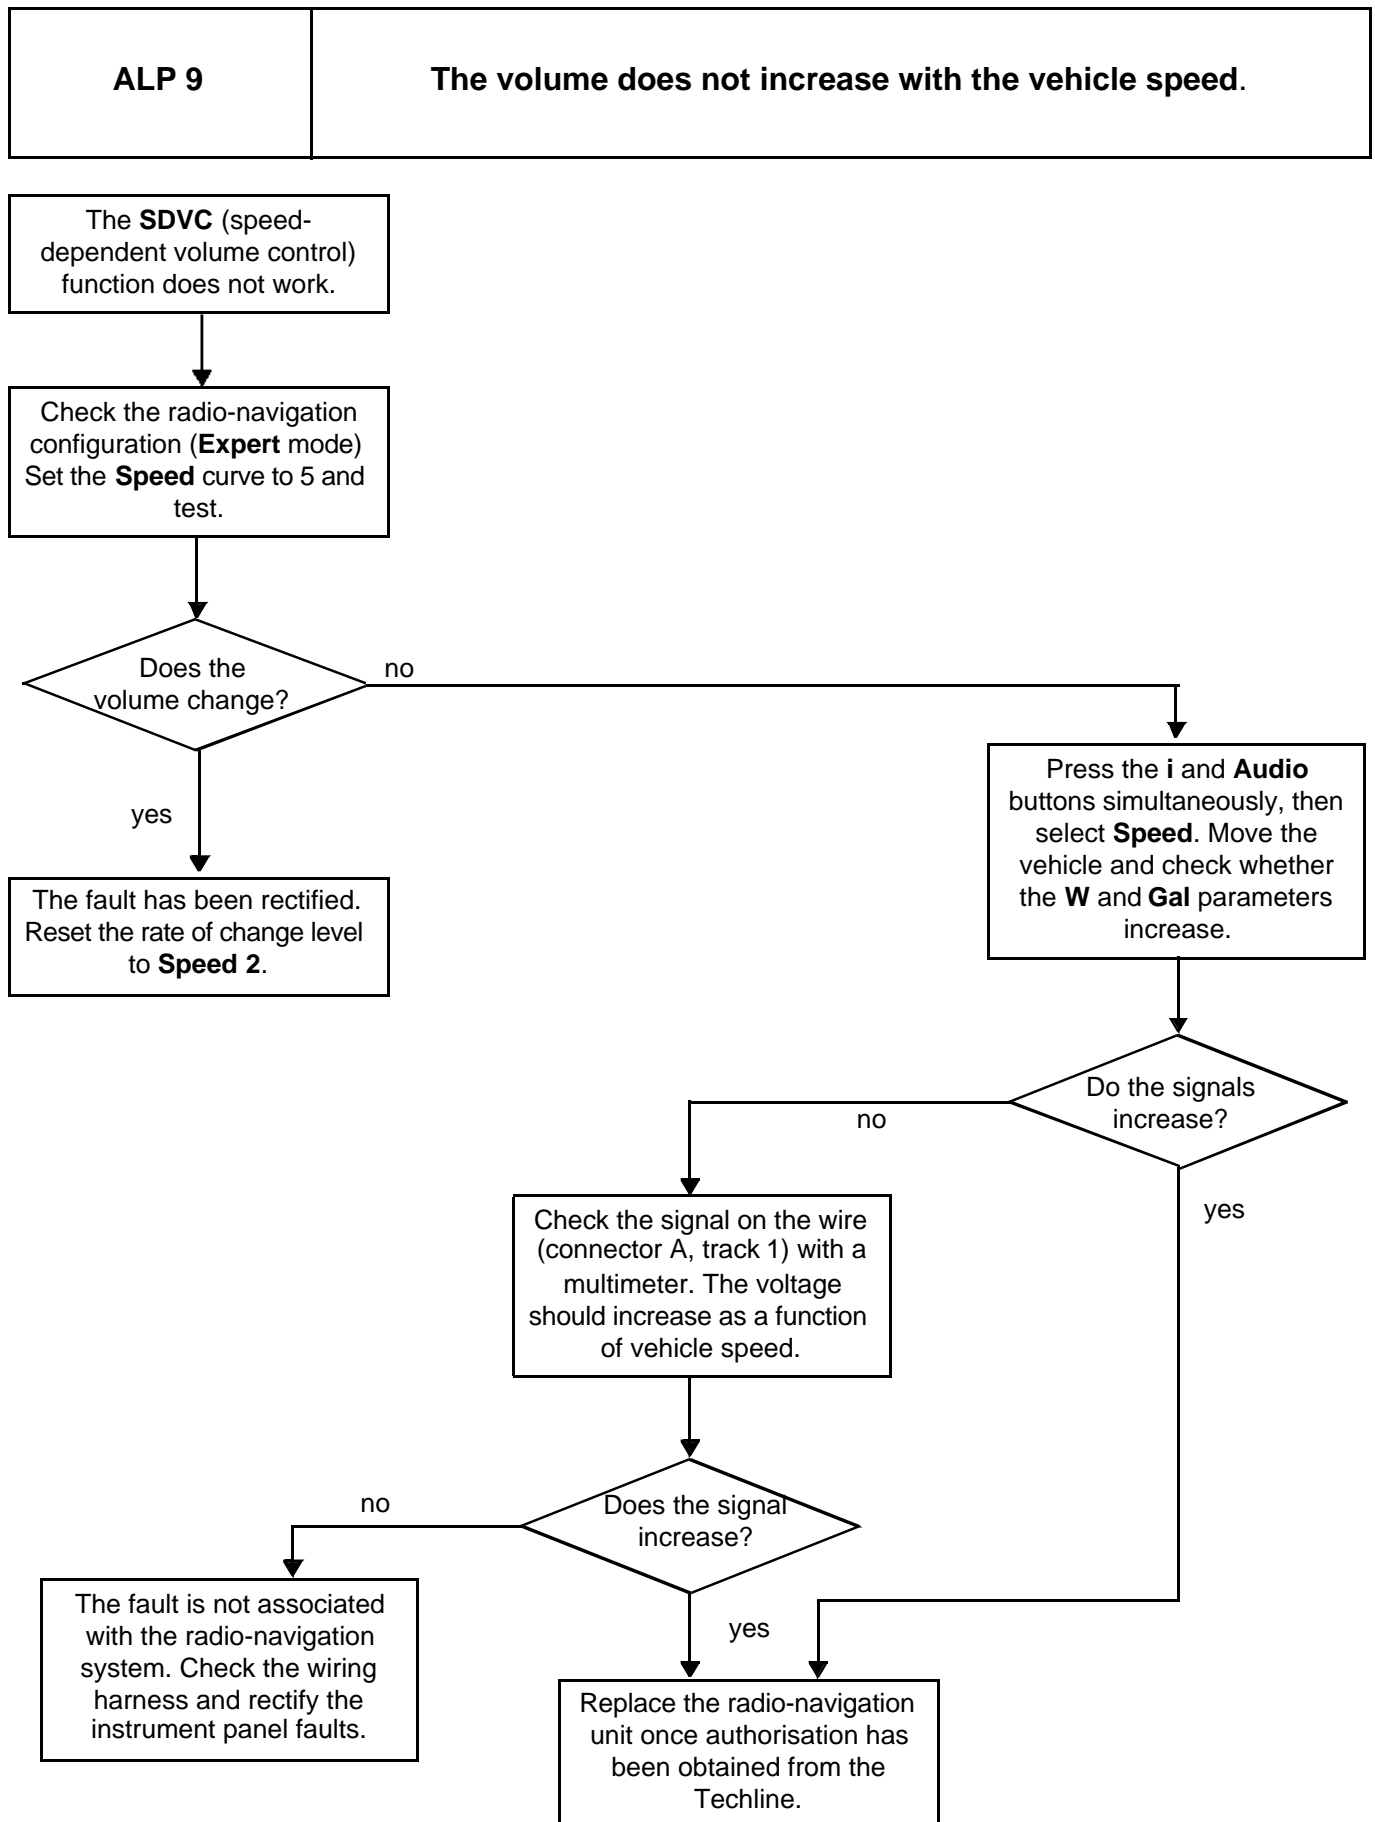 ALP 9
The volume does not increase with the vehicle speed.
The SDVC (speed-
dependent volume control)
function does not work.
Check the radio-navigation
configuration (Expert mode)
Set the Speed curve to 5 and
test.
Does the
volume change?
no
yes
The fault has been rectified.
Reset the rate of change level
to Speed 2.
Press the i and Audio
buttons simultaneously, then
select Speed. Move the
vehicle and check whether
the W and Gal parameters
increase.
Do the signals
increase?
no
yes
Check the signal on the wire
(connector A, track 1) with a
multimeter. The voltage
should increase as a function
of vehicle speed.
Does the signal
increase?
no
yes
The fault is not associated
with the radio-navigation
system. Check the wiring
harness and rectify the
instrument panel faults.
Replace the radio-navigation
unit once authorisation has
been obtained from the
Techline.